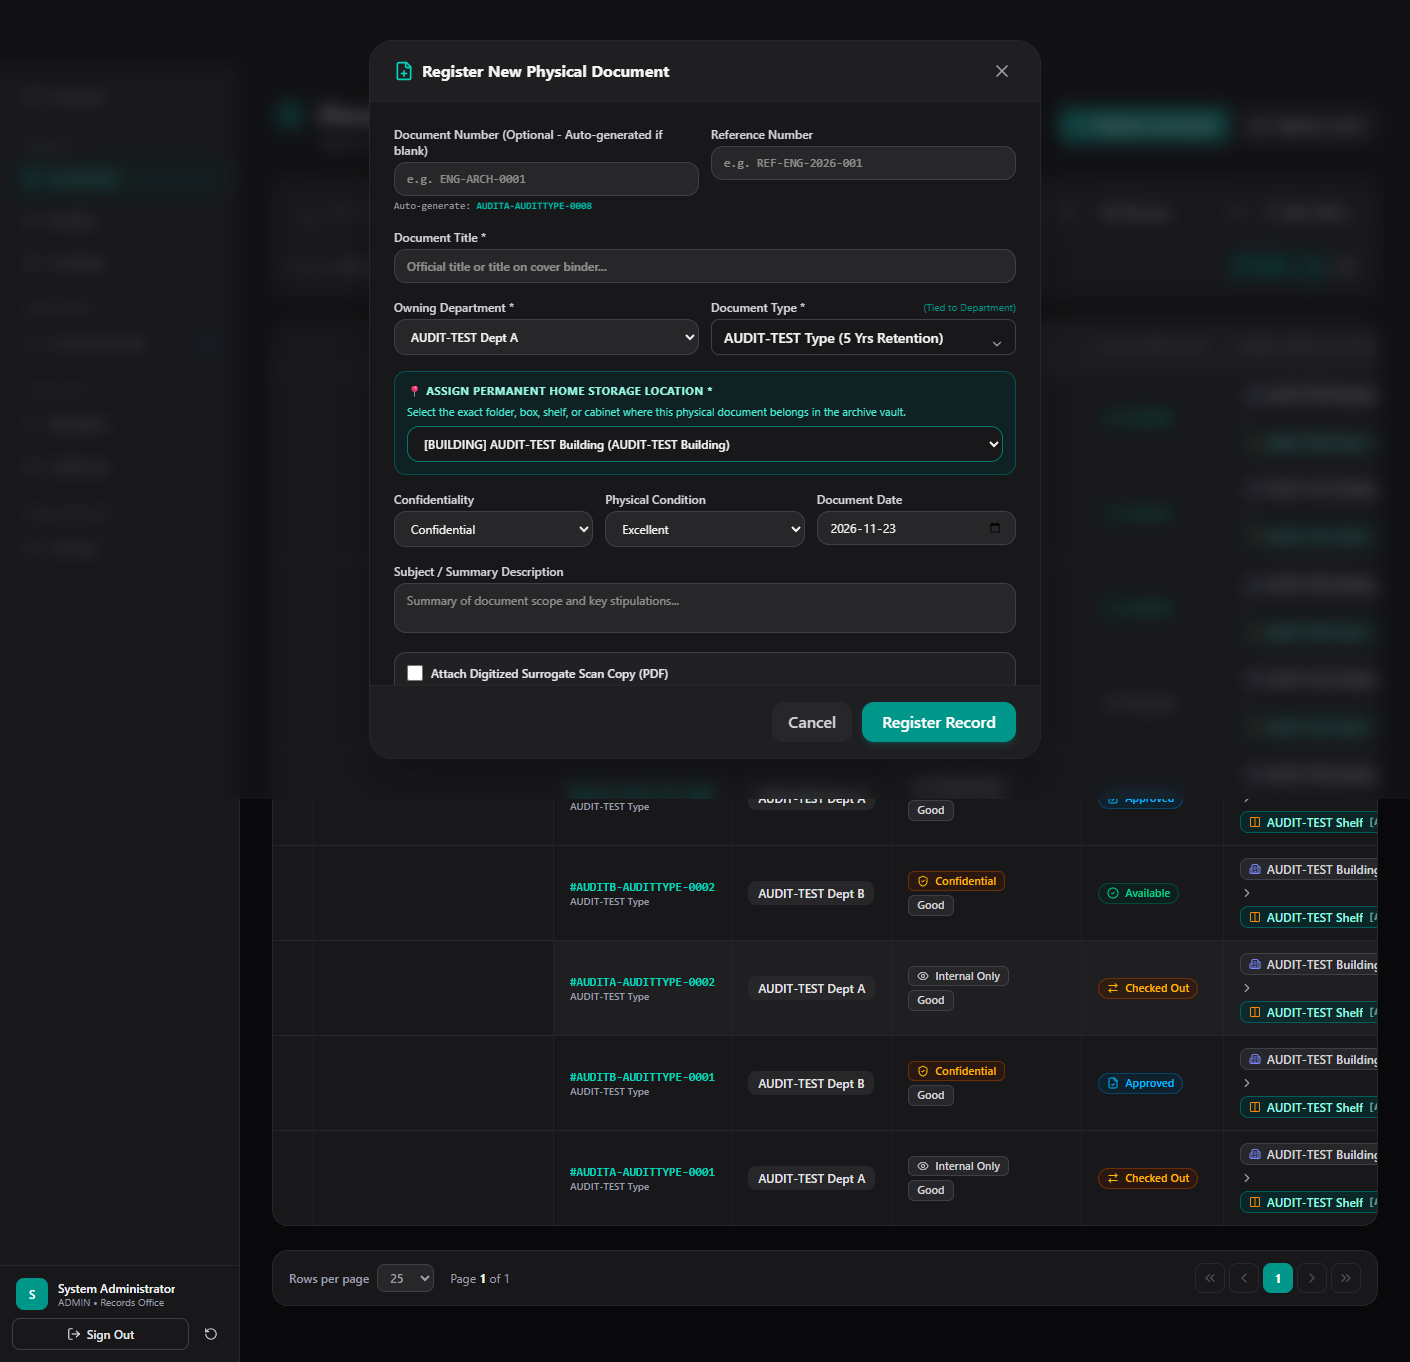 Register New Physical Document
Document Number (Optional - Auto-generated if blank)
e.g. ENG-ARCH-0001
Auto-generate: AUDITA-AUDITTYPE-0008
Reference Number
e.g. REF-ENG-2026-001
Document Title *
Official title or title on cover binder...
Owning Department *
AUDIT-TEST Dept A
Document Type *
(Tied to Department)
AUDIT-TEST Type (5 Yrs Retention)
ASSIGN PERMANENT HOME STORAGE LOCATION *
Select the exact folder, box, shelf, or cabinet where this physical document belongs in the archive vault.
[BUILDING] AUDIT-TEST Building (AUDIT-TEST Building)
Confidentiality
Confidential
Physical Condition
Excellent
Document Date
2026-11-23
Subject / Summary Description
Summary of document scope and key stipulations...
Attach Digitized Surrogate Scan Copy (PDF)
Cancel
Register Record
AUDIT-TEST Type
AUDIT-TEST Dept A
Good
Approved
AUDIT-TEST Shelf
#AUDITB-AUDITTYPE-0002
AUDIT-TEST Type
AUDIT-TEST Dept B
Confidential
Good
Available
AUDIT-TEST Building
AUDIT-TEST Shelf
#AUDITA-AUDITTYPE-0002
AUDIT-TEST Type
AUDIT-TEST Dept A
Internal Only
Good
Checked Out
AUDIT-TEST Building
AUDIT-TEST Shelf
#AUDITB-AUDITTYPE-0001
AUDIT-TEST Type
AUDIT-TEST Dept B
Confidential
Good
Approved
AUDIT-TEST Building
AUDIT-TEST Shelf
#AUDITA-AUDITTYPE-0001
AUDIT-TEST Type
AUDIT-TEST Dept A
Internal Only
Good
Checked Out
AUDIT-TEST Building
AUDIT-TEST Shelf
Rows per page
25
Page 1 of 1
1
S
System Administrator
ADMIN • Records Office
Sign Out